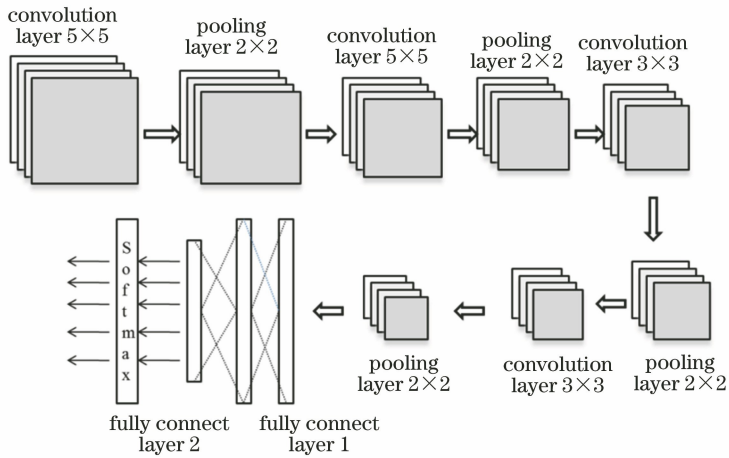 convolution
layer 5×5
pooling
layer 2×2
convolution
layer 5×5
pooling
layer 2×2
convolution
layer 3×3
pooling
layer 2×2
convolution
layer 3×3
pooling
layer 2×2
Softmax
fully connect
layer 2
fully connect
layer 1